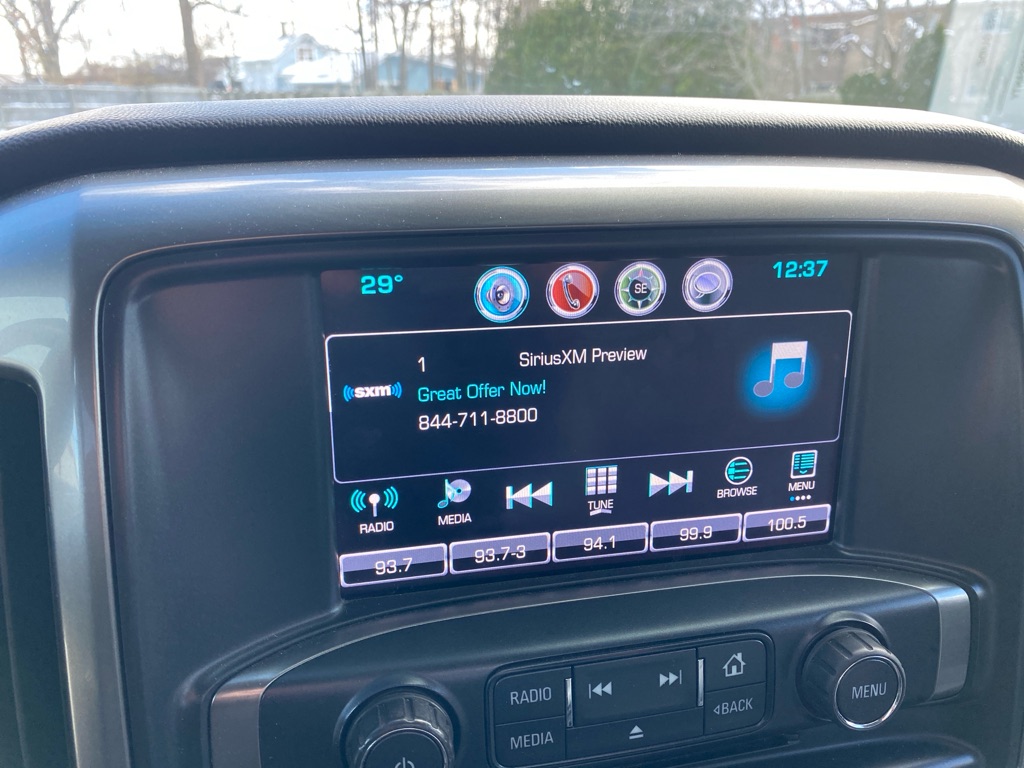 29° SE 12:37
1 SiriusXM Preview
((sxm)) Great Offer Now!
844-711-8800
RADIO MEDIA TUNE BROWSE MENU
93.7 93.7-3 94.1 99.9 100.5
RADIO
MENU
◃BACK
MEDIA